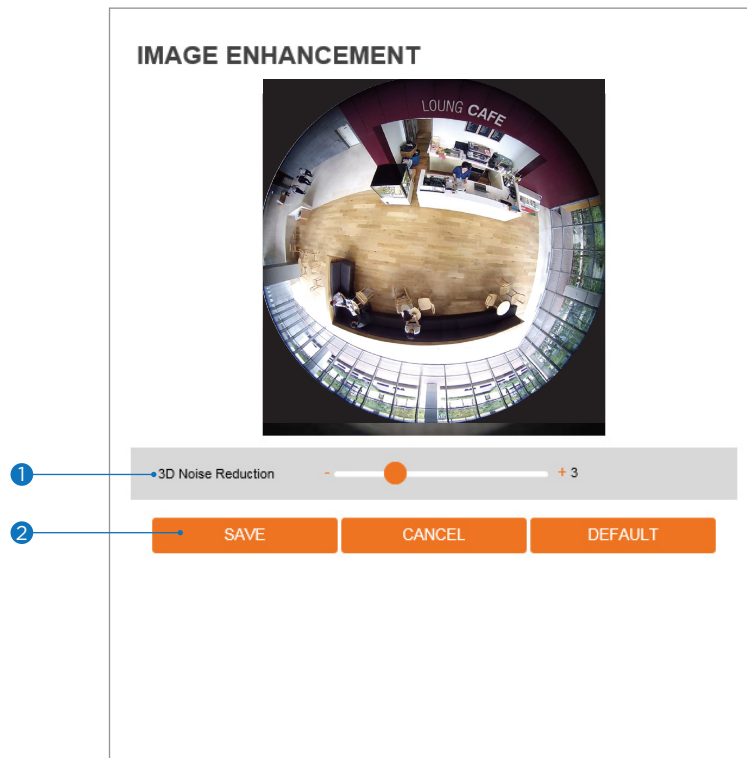 IMAGE ENHANCEMENT
LOUNG CAFE
1 3D Noise Reduction - + 3
2 SAVE CANCEL DEFAULT